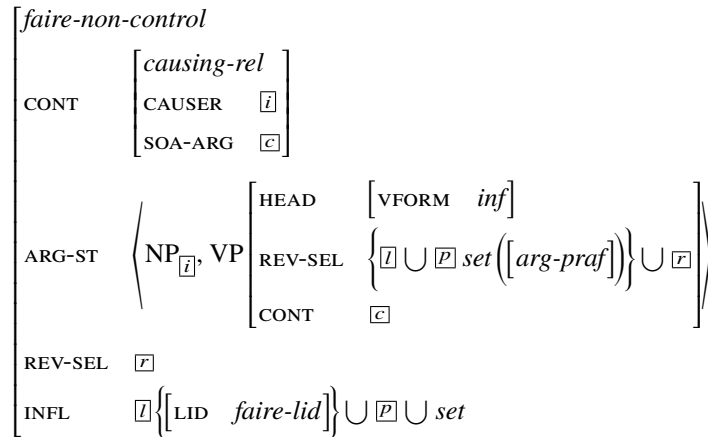 faire-non-control
CONT
causing-rel
CAUSER i
SOA-ARG c
ARG-ST ⟨ NP i , VP
HEAD [VFORM inf]
REV-SEL { l ∪ p set ([arg-praf]) } ∪ r
CONT c
⟩
REV-SEL r
INFL l {[LID faire-lid]} ∪ p ∪ set